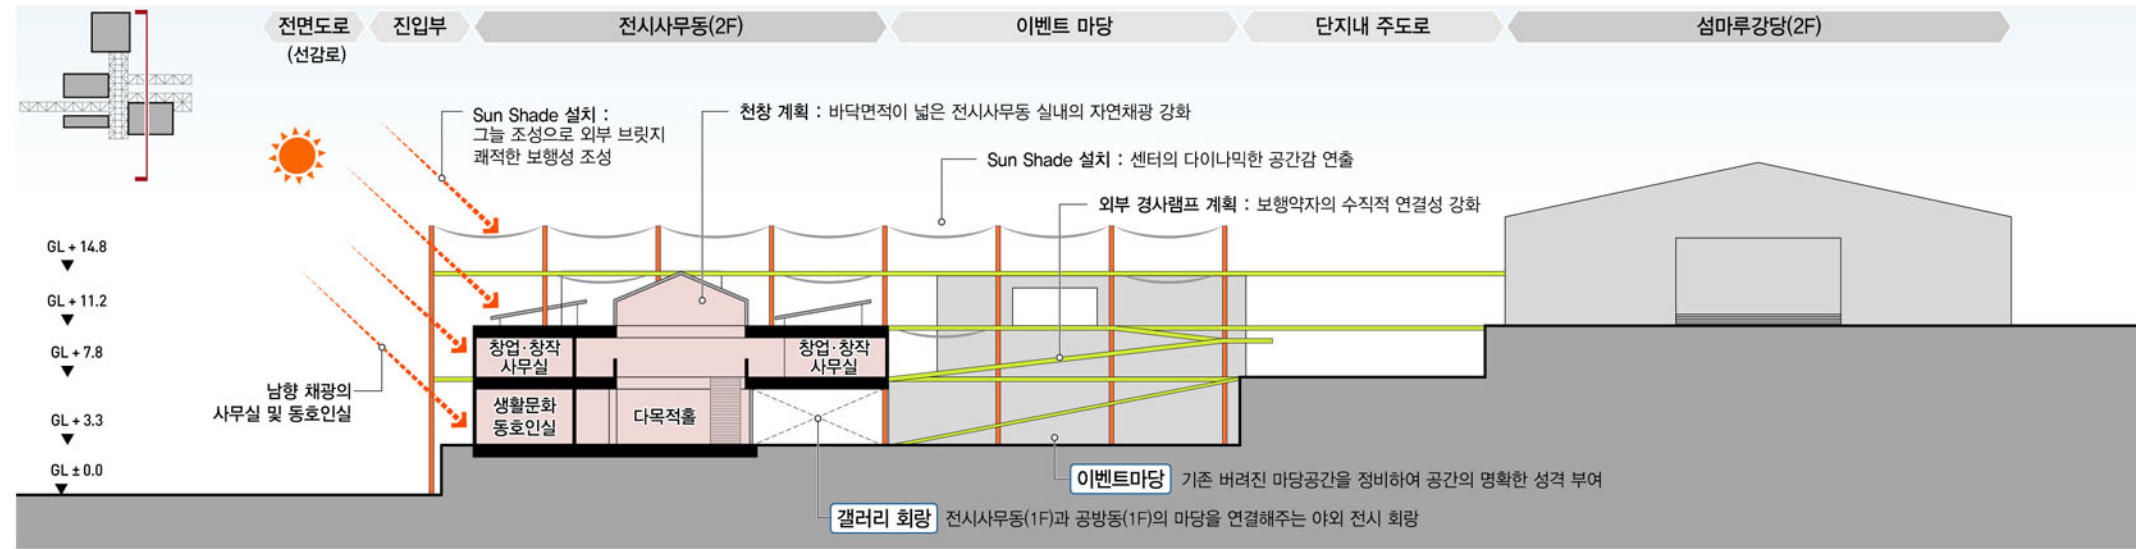 전면도로
(선감로)
진입부
전시사무동(2F)
이벤트 마당
단지내 주도로
섬마루강당(2F)
Sun Shade 설치 :
그늘 조성으로 외부 브릿지
쾌적한 보행성 조성
천창 계획 : 바닥면적이 넓은 전시사무동 실내의 자연채광 강화
Sun Shade 설치 : 센터의 다이나믹한 공간감 연출
외부 경사램프 계획 : 보행약자의 수직적 연결성 강화
GL + 14.8
GL + 11.2
GL + 7.8
GL + 3.3
GL ± 0.0
남향 채광의
사무실 및 동호인실
창업·창작
사무실
창업·창작
사무실
생활문화
동호인실
다목적홀
이벤트마당 기존 버려진 마당공간을 정비하여 공간의 명확한 성격 부여
갤러리 회랑 전시사무동(1F)과 공방동(1F)의 마당을 연결해주는 야외 전시 회랑